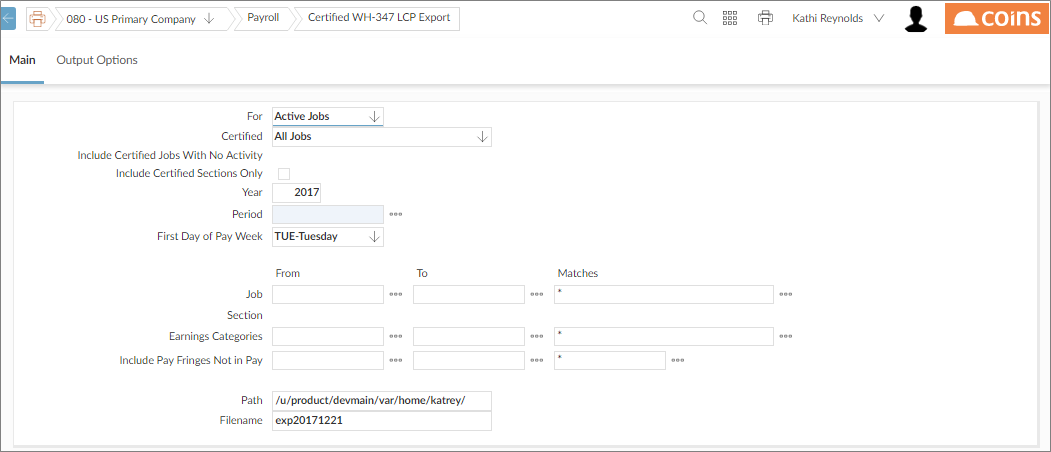 080 - US Primary Company Payroll Certified WH-347 LCP Export Kathi Reynolds coins
Main Output Options
For Active Jobs
Certified All Jobs
Include Certified Jobs With No Activity
Include Certified Sections Only
Year 2017
Period
First Day of Pay Week TUE-Tuesday
From To Matches
Job *
Section
Earnings Categories *
Include Pay Fringes Not in Pay *
Path /u/product/devmain/var/home/katrey/
Filename exp20171221